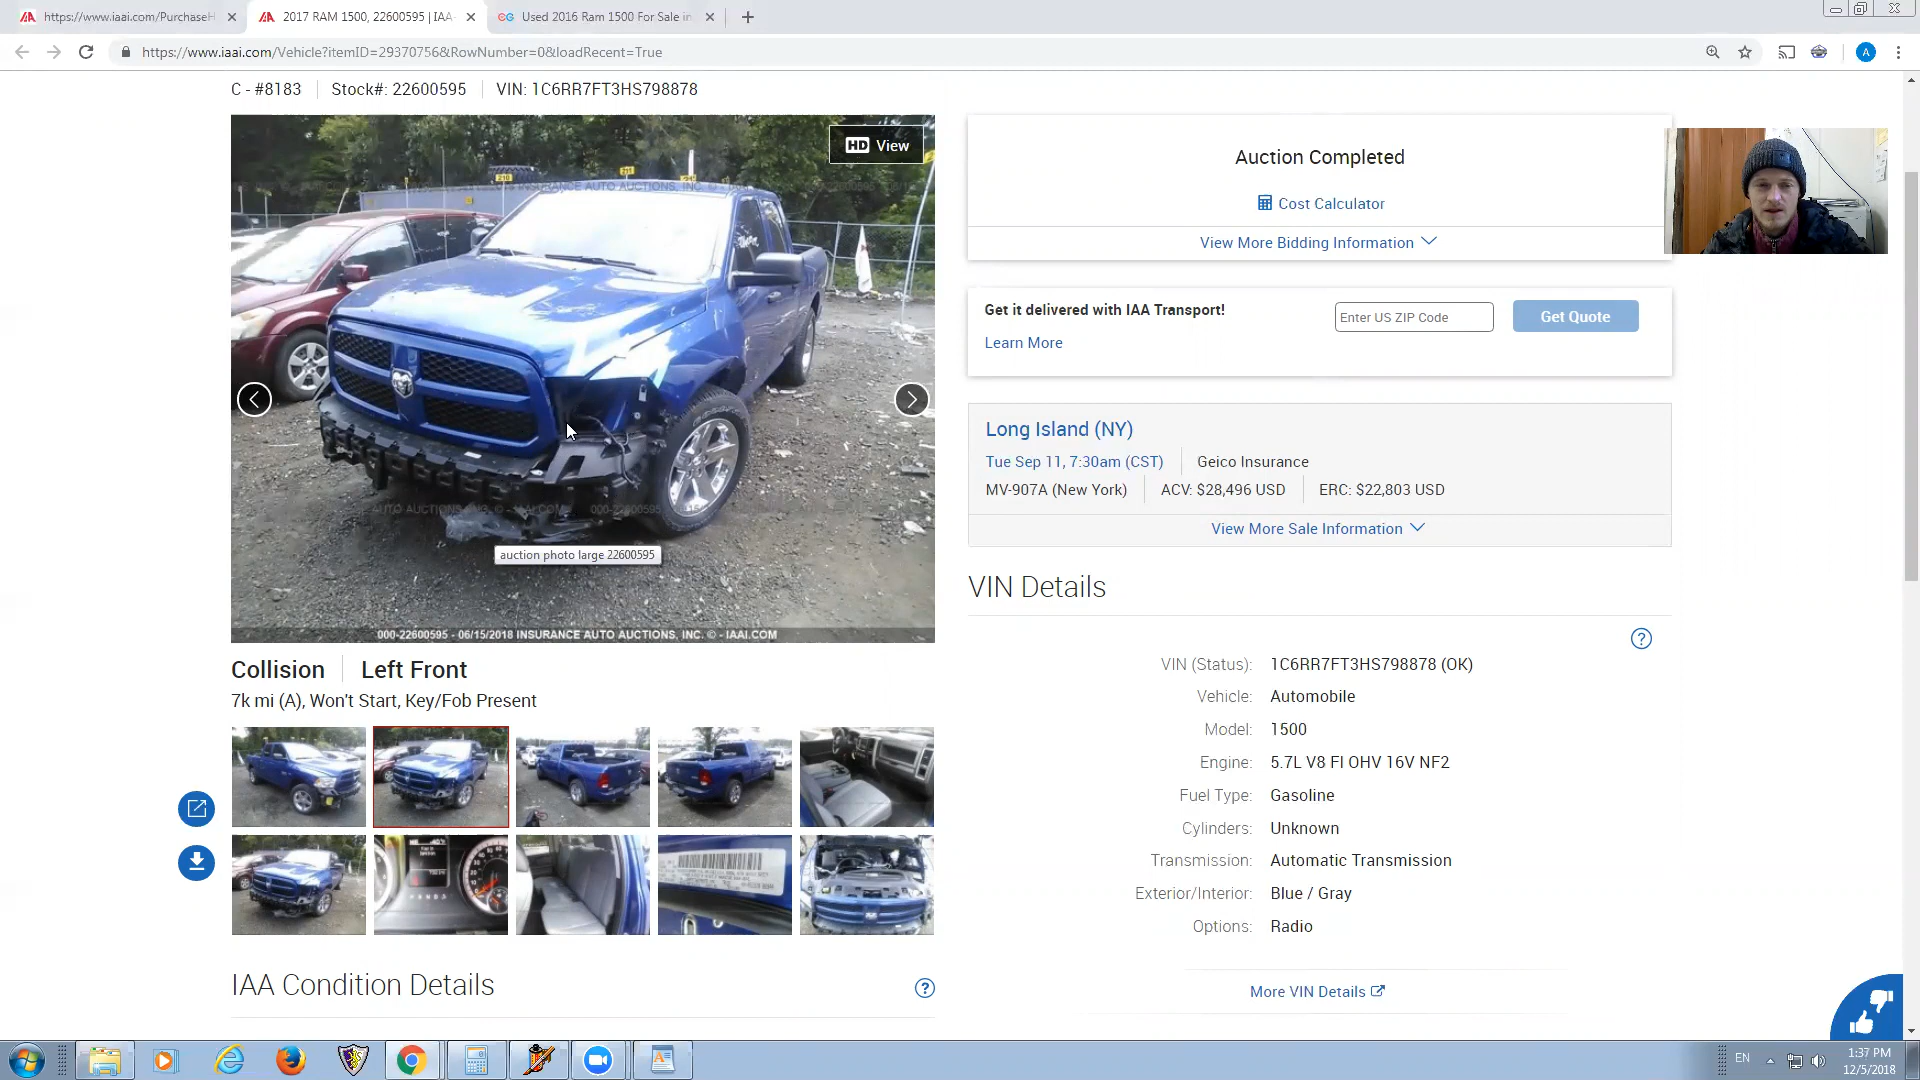 https://www.iaai.com/PurchaseH
2017 RAM 1500, 22600595 | IAA
Used 2016 Ram 1500 For Sale in
https://www.iaai.com/Vehicle?itemID=29370756&RowNumber=0&loadRecent=True
A
C - #8183
Stock#: 22600595
VIN: 1C6RR7FT3HS798878
HD View
Auction Completed
Cost Calculator
View More Bidding Information
Get it delivered with IAA Transport!
Enter US ZIP Code
Get Quote
Learn More
Long Island (NY)
Tue Sep 11, 7:30am (CST)
Geico Insurance
MV-907A (New York)
ACV: $28,496 USD
ERC: $22,803 USD
View More Sale Information
auction photo large 22600595
000-22600595 - 06/15/2018 INSURANCE AUTO AUCTIONS, INC. © - IAAI.COM
Collision
Left Front
7k mi (A), Won't Start, Key/Fob Present
VIN Details
VIN (Status): 1C6RR7FT3HS798878 (OK)
Vehicle: Automobile
Model: 1500
Engine: 5.7L V8 FI OHV 16V NF2
Fuel Type: Gasoline
Cylinders: Unknown
Transmission: Automatic Transmission
Exterior/Interior: Blue / Gray
Options: Radio
More VIN Details
IAA Condition Details
EN
1:37 PM
12/5/2018